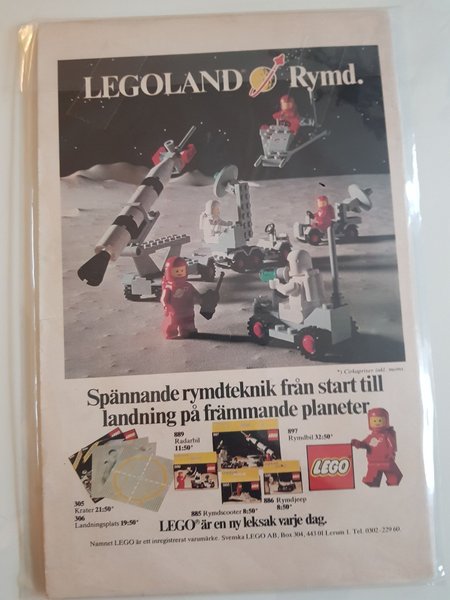 LEGOLAND Rymd.
*) Cirkapriser inkl. moms
Spännande rymdteknik från start till
landning på främmande planeter
889
Radarbil
11:50*
897
Rymdbil 32:50*
LEGO
305
Krater 21:50*
306
Landningsplats 19:50*
885 Rymdscooter 8:50*
886 Rymdjeep
8:50*
LEGO® är en ny leksak varje dag.
Namnet LEGO är ett inregistrerat varumärke. Svenska LEGO AB, Box 304, 443 01 Lerum 1. Tel. 0302-229 60.